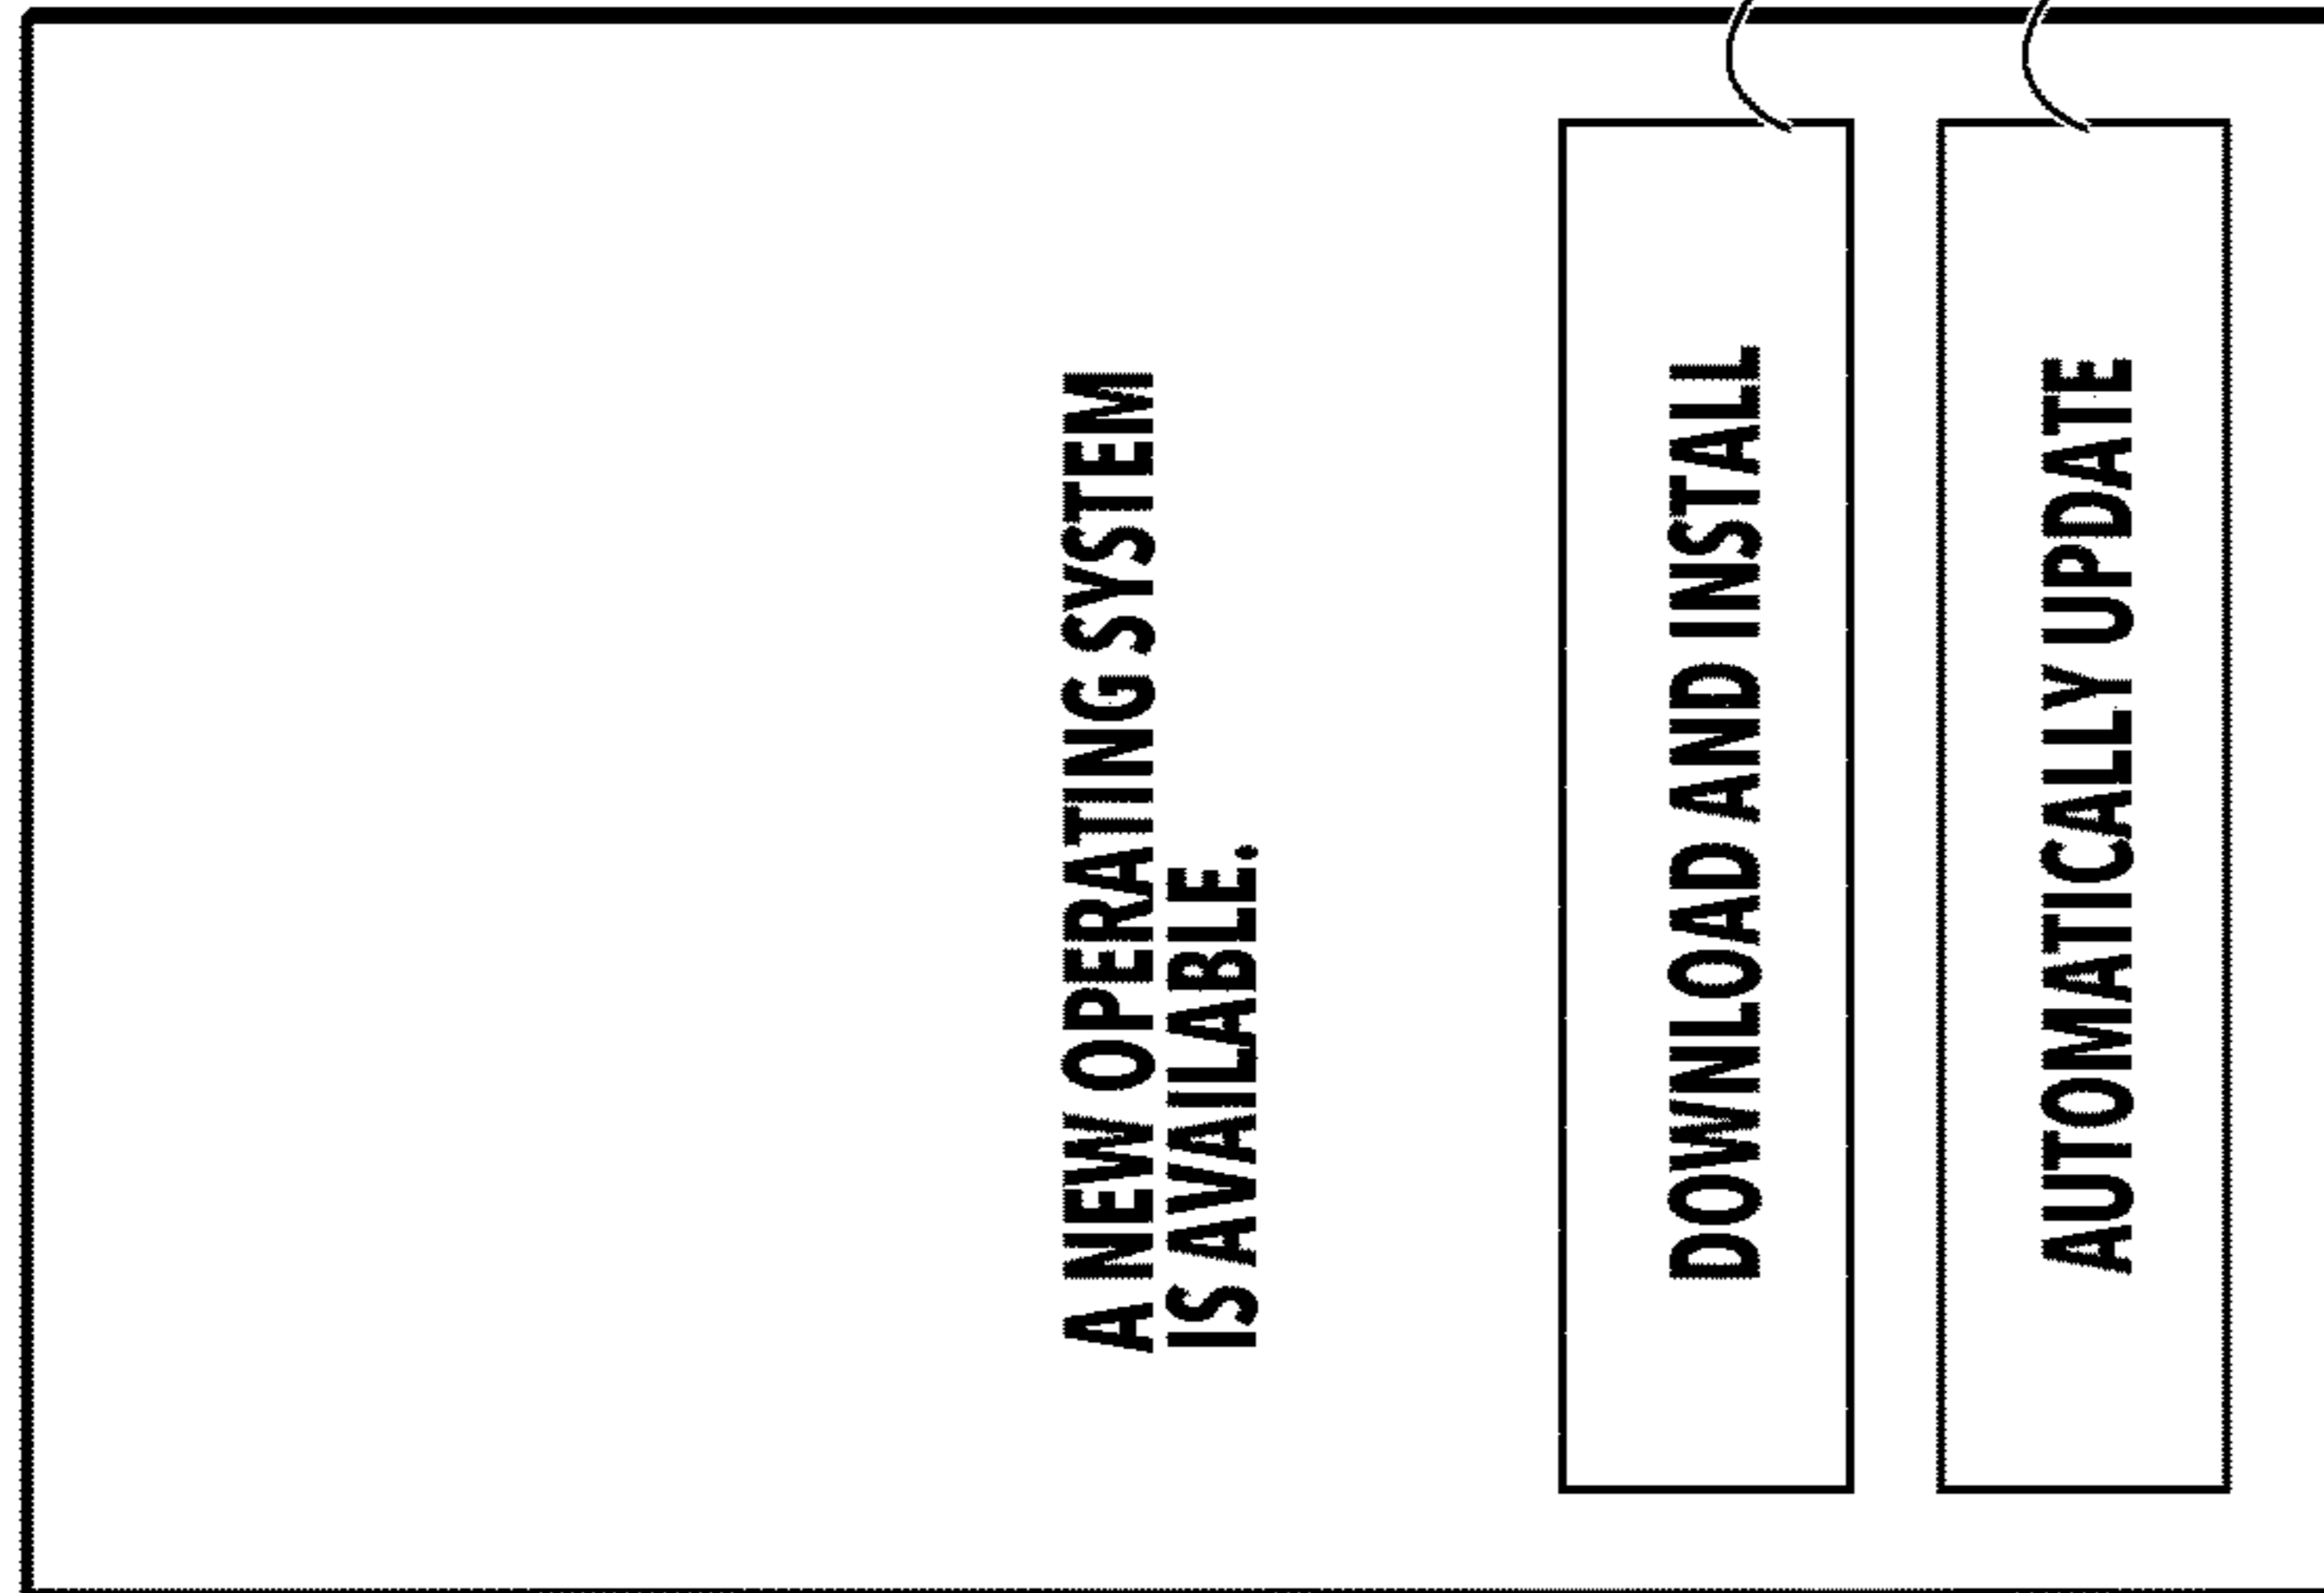 A NEW OPERATING SYSTEM
IS AVAILABLE.
DOWNLOAD AND INSTALL
AUTOMATICALLY UPDATE